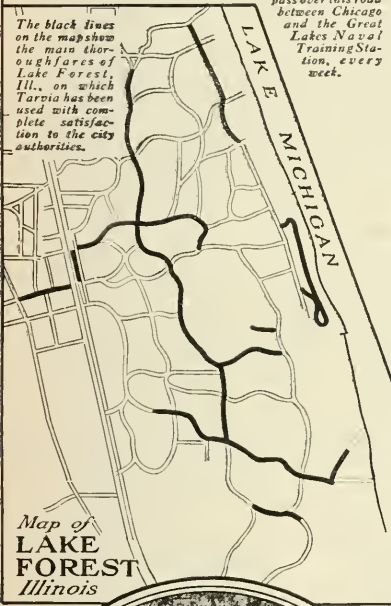 The black lines
on the map show
the main thor-
oughfares of
Lake Forest,
Ill., on which
Tarvia has been
used with com-
plete satisfac-
tion to the city
authorities.
pass over this road
between Chicago
and the Great
Lakes Naval
Training Sta-
tion, every
week.
LAKE MICHIGAN
Map of
LAKE
FOREST
Illinois